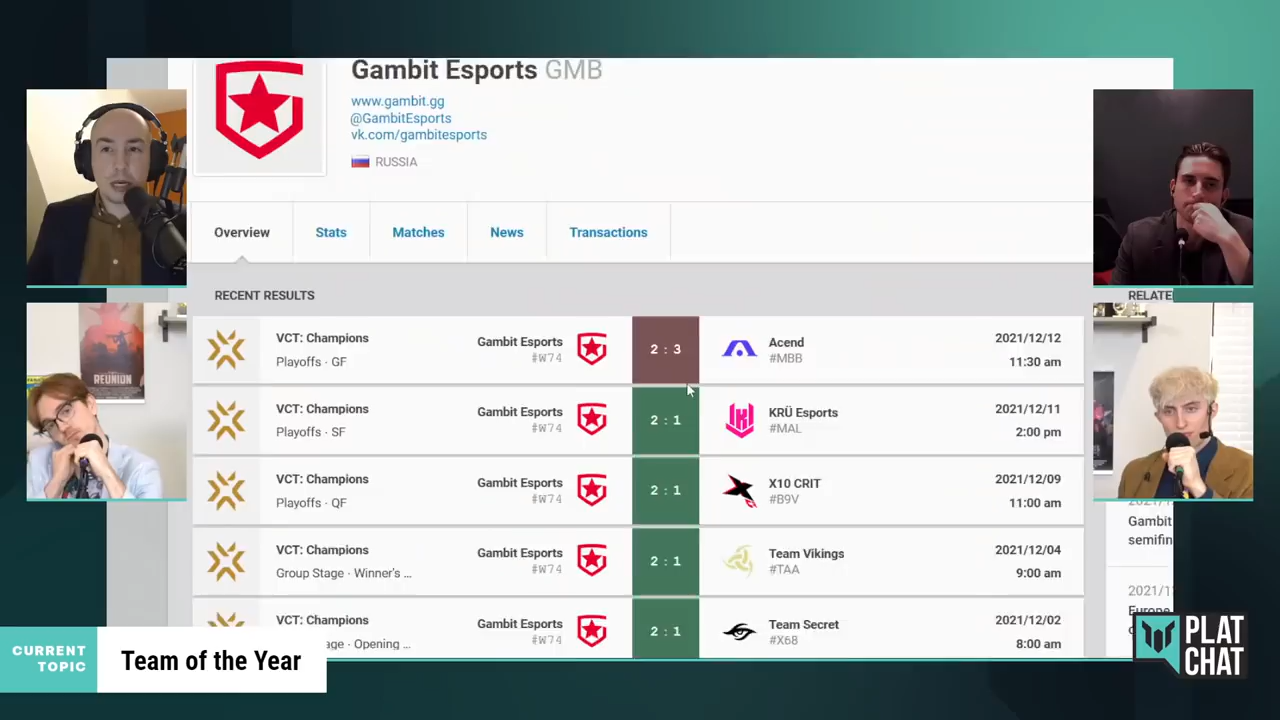 Gambit Esports GMB
www.gambit.gg
@GambitEsports
vk.com/gambitesports
RUSSIA
Overview Stats Matches News Transactions
RECENT RESULTS
RELATE
VCT: Champions Gambit Esports 2 : 3 Acend 2021/12/12
Playoffs · GF #W74 #MBB 11:30 am
VCT: Champions Gambit Esports 2 : 1 KRÜ Esports 2021/12/11
Playoffs · SF #W74 #MAL 2:00 pm
VCT: Champions Gambit Esports 2 : 1 X10 CRIT 2021/12/09
Playoffs · QF #W74 #B9V 11:00 am
VCT: Champions Gambit Esports 2 : 1 Team Vikings 2021/12/04
Group Stage · Winner's ... #W74 #TAA 9:00 am
VCT: Champions Gambit Esports 2 : 1 Team Secret 2021/12/02
age · Opening ... #W74 #X68 8:00 am
Gambit
semifin
2021/1
Europe
REUNION
CURRENT
TOPIC
Team of the Year
PLAT
CHAT